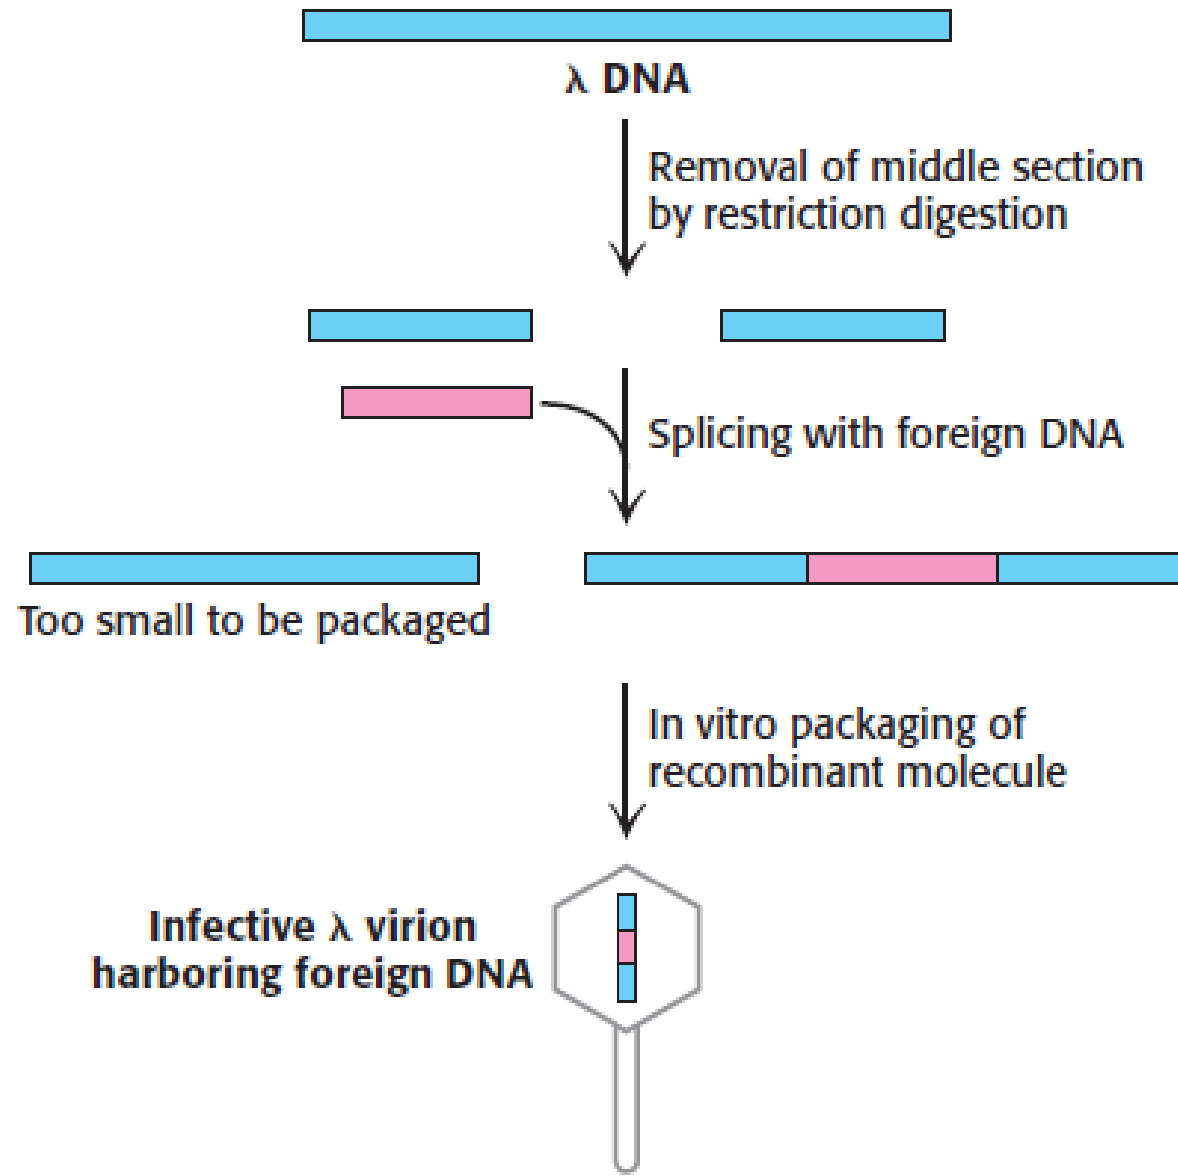 λ DNA
Removal of middle section
by restriction digestion
Splicing with foreign DNA
Too small to be packaged
In vitro packaging of
recombinant molecule
Infective λ virion
harboring foreign DNA